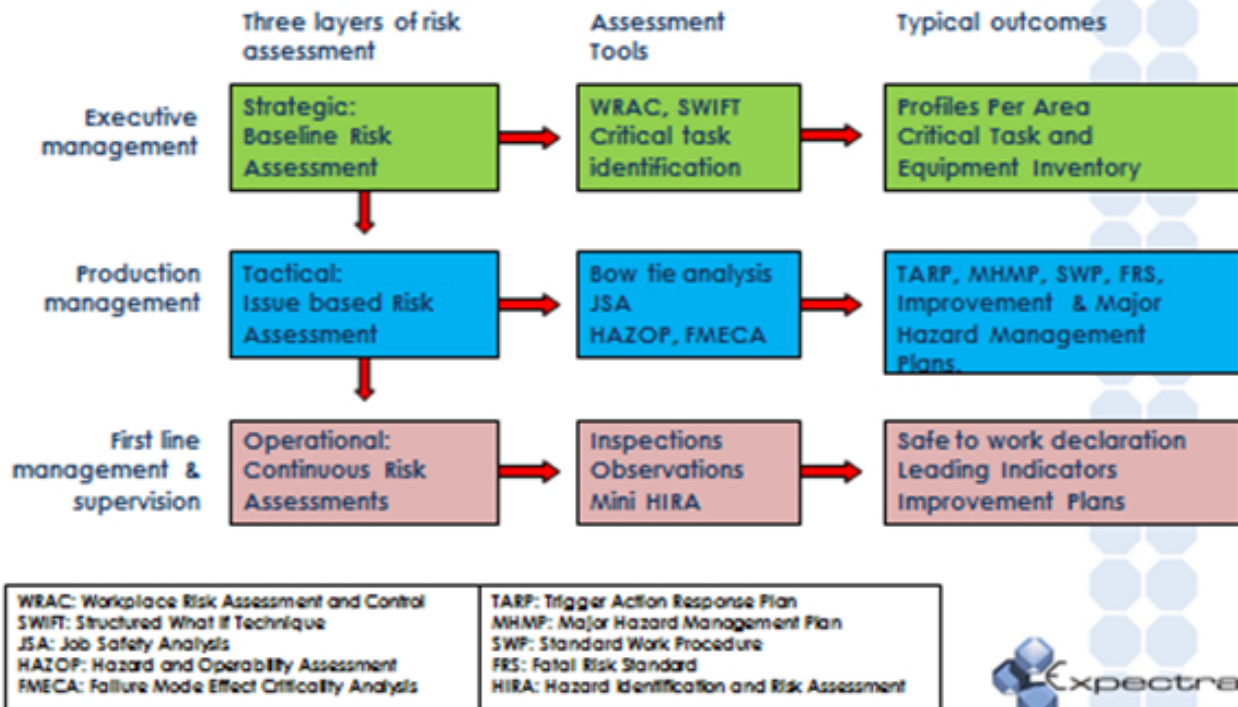 Three layers of risk
assessment
Assessment
Tools
Typical outcomes
Executive
management
Strategic:
Baseline Risk
Assessment
WRAC, SWIFT
Critical task
identification
Profiles Per Area
Critical Task and
Equipment Inventory
Production
management
Tactical:
Issue based Risk
Assessment
Bow tie analysis
JSA
HAZOP, FMECA
TARP, MHMP, SWP, FRS,
Improvement & Major
Hazard Management
Plans.
First line
management &
supervision
Operational:
Continuous Risk
Assessments
Inspections
Observations
Mini HIRA
Safe to work declaration
Leading Indicators
Improvement Plans
WRAC: Workplace Risk Assessment and Control
SWIFT: Structured What If Technique
JSA: Job Safety Analysis
HAZOP: Hazard and Operability Assessment
FMECA: Failure Mode Effect Criticality Analysis
TARP: Trigger Action Response Plan
MHMP: Major Hazard Management Plan
SWP: Standard Work Procedure
FRS: Fatal Risk Standard
HIRA: Hazard Identification and Risk Assessment
Expectra